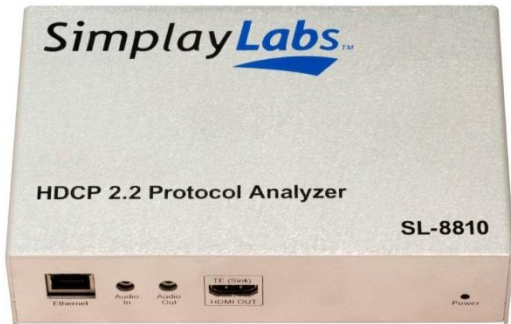 SimplayLabs™
HDCP 2.2 Protocol Analyzer
SL-8810
TE (Sink)
Ethernet
Audio In
Audio Out
HDMI OUT
Power